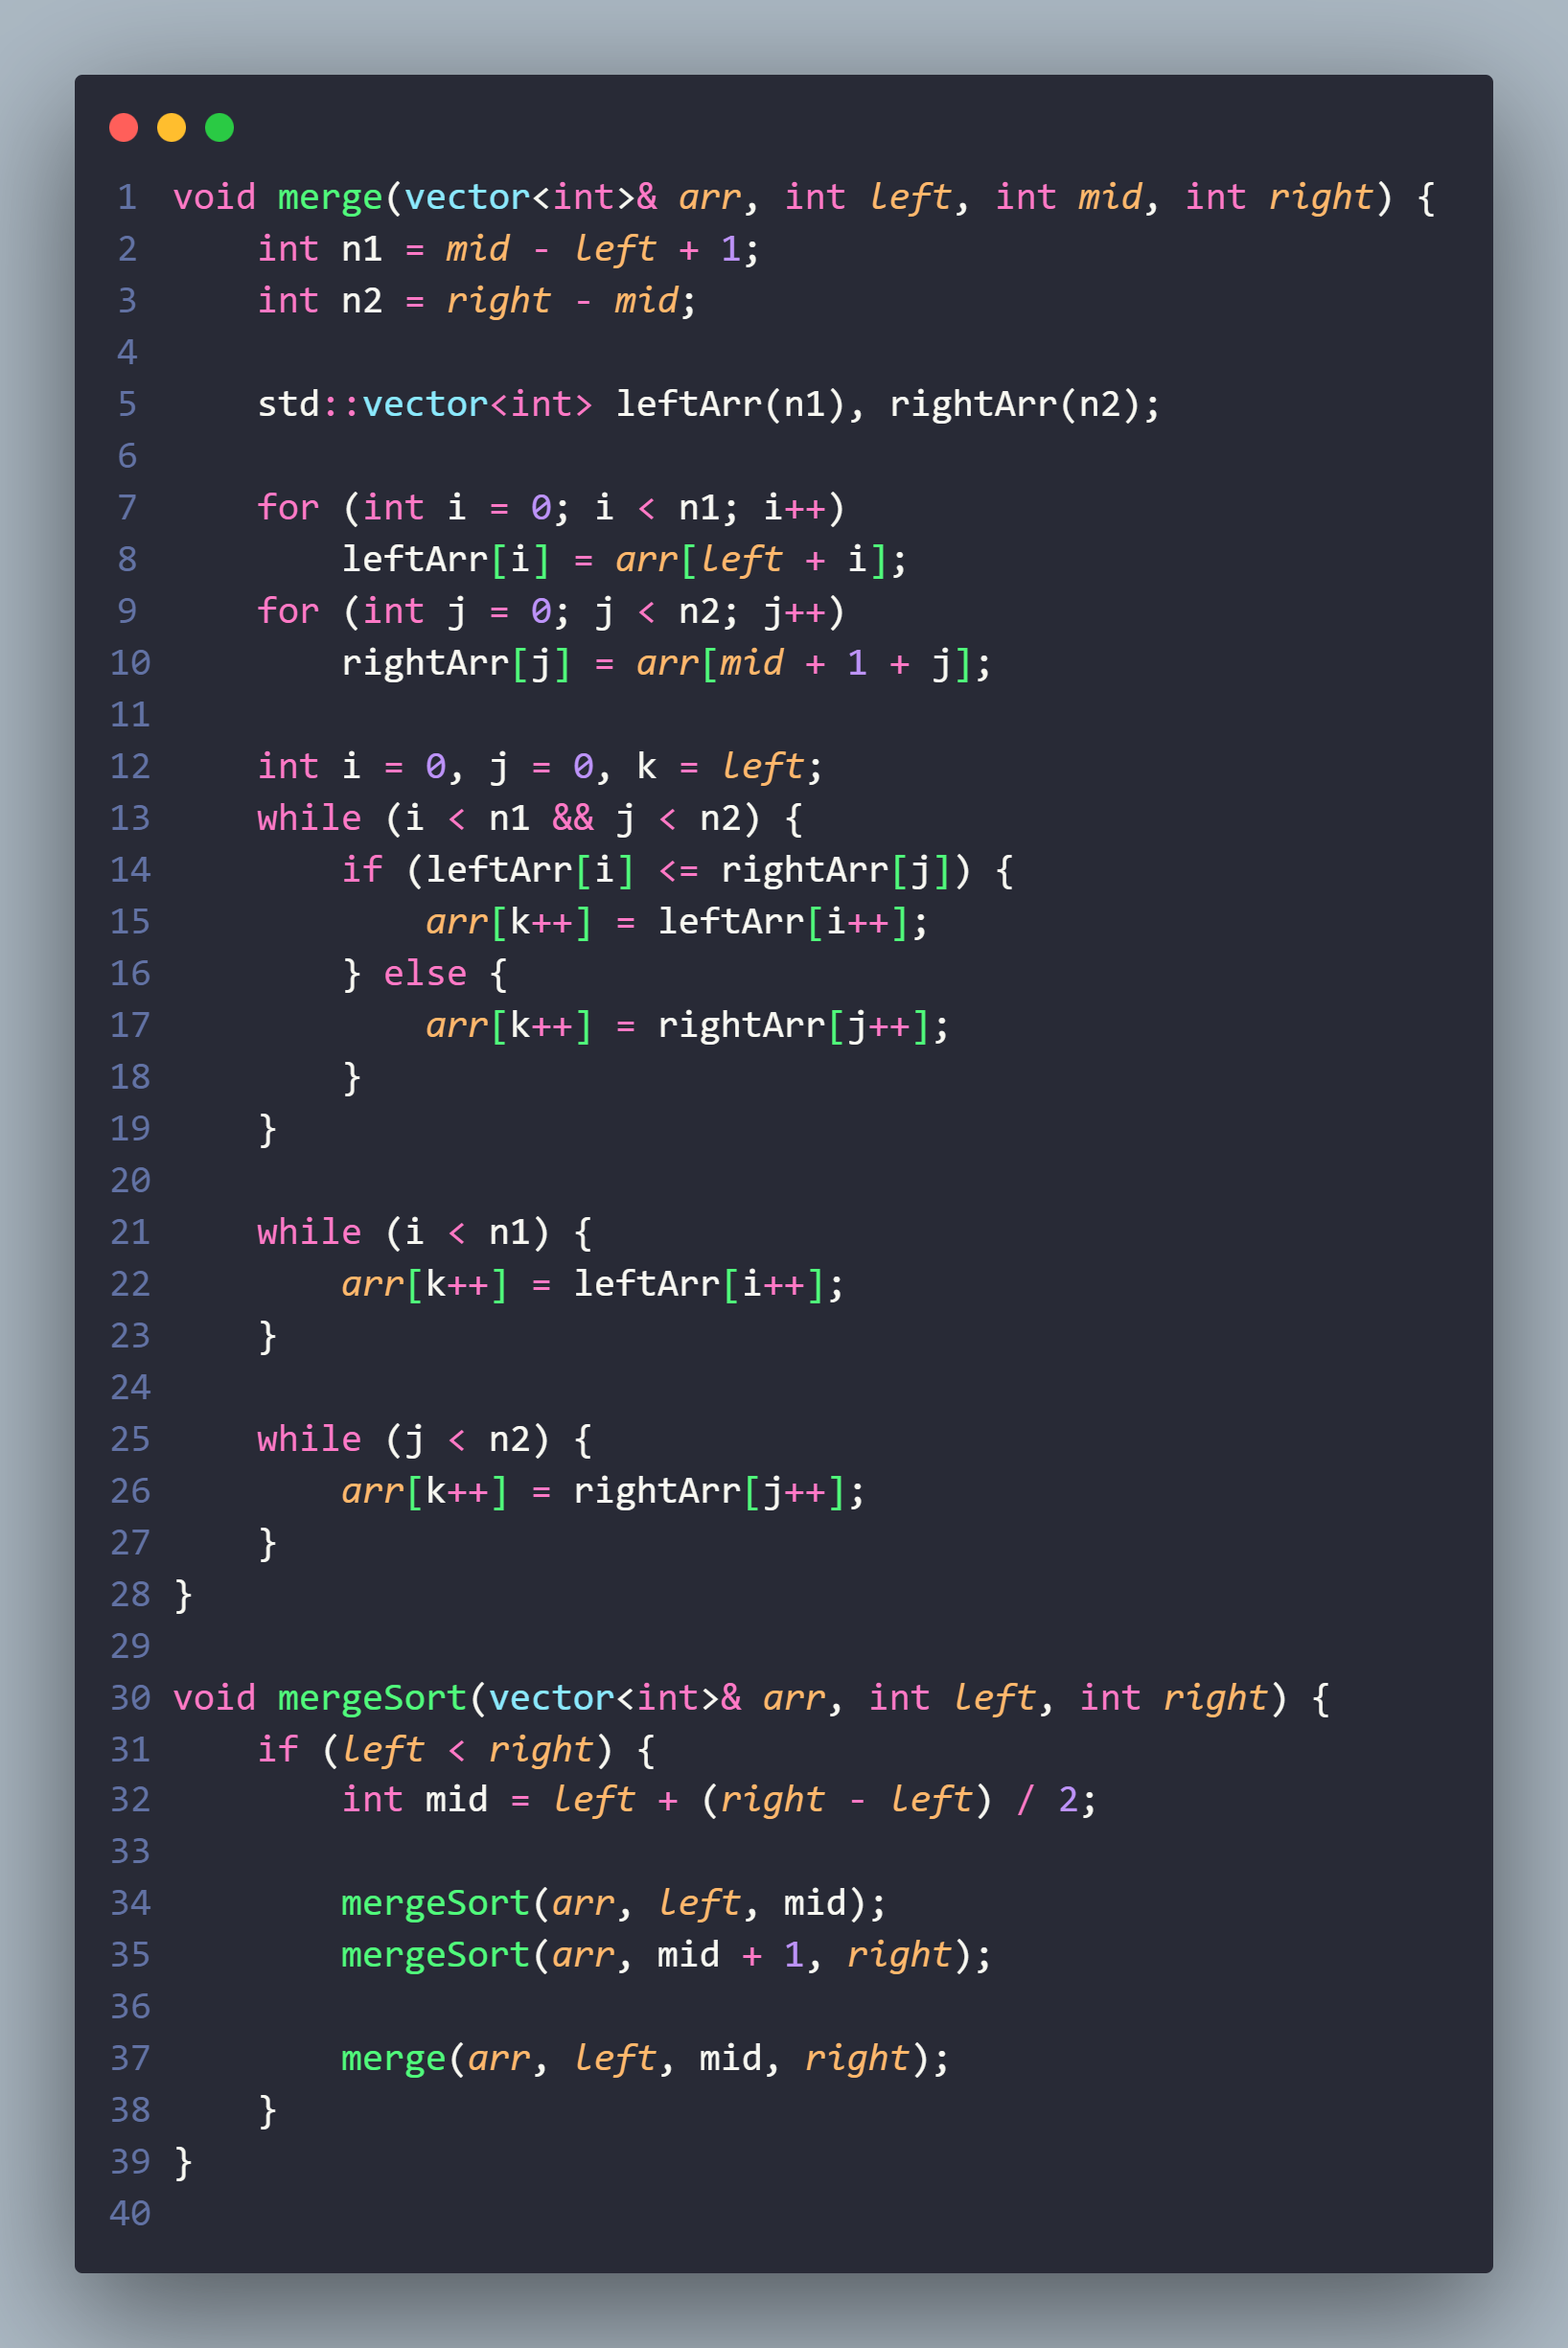 1 void merge(vector<int>& arr, int left, int mid, int right) {
2     int n1 = mid - left + 1;
3     int n2 = right - mid;
4
5     std::vector<int> leftArr(n1), rightArr(n2);
6
7     for (int i = 0; i < n1; i++)
8         leftArr[i] = arr[left + i];
9     for (int j = 0; j < n2; j++)
10         rightArr[j] = arr[mid + 1 + j];
11
12     int i = 0, j = 0, k = left;
13     while (i < n1 && j < n2) {
14         if (leftArr[i] <= rightArr[j]) {
15             arr[k++] = leftArr[i++];
16         } else {
17             arr[k++] = rightArr[j++];
18         }
19     }
20
21     while (i < n1) {
22         arr[k++] = leftArr[i++];
23     }
24
25     while (j < n2) {
26         arr[k++] = rightArr[j++];
27     }
28 }
29
30 void mergeSort(vector<int>& arr, int left, int right) {
31     if (left < right) {
32         int mid = left + (right - left) / 2;
33
34         mergeSort(arr, left, mid);
35         mergeSort(arr, mid + 1, right);
36
37         merge(arr, left, mid, right);
38     }
39 }
40